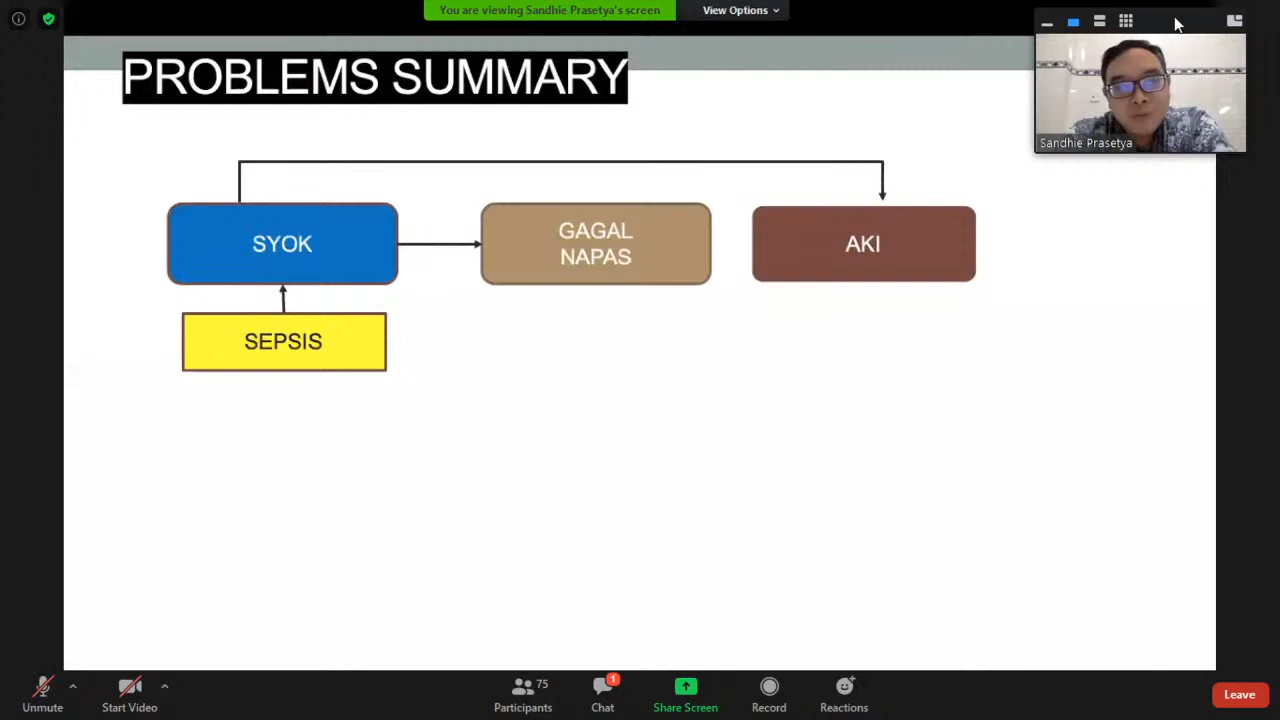 You are viewing Sandhie Prasetya's screen
View Options
PROBLEMS SUMMARY
Sandhie Prasetya
SYOK
GAGAL
NAPAS
AKI
SEPSIS
75
1
Unmute
Start Video
Participants
Chat
Share Screen
Record
Reactions
Leave